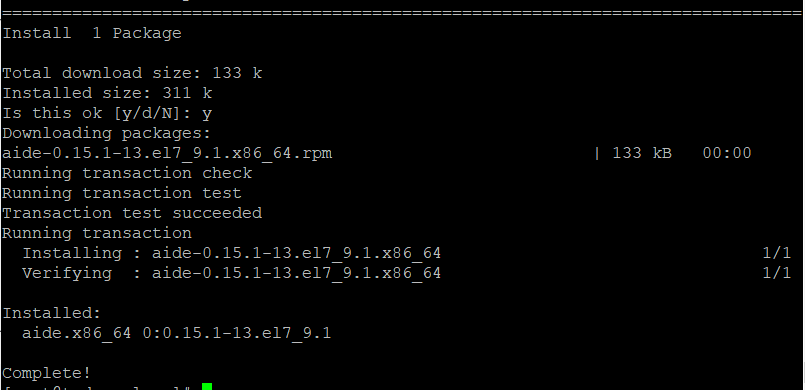 ================================================================================
Install  1 Package

Total download size: 133 k
Installed size: 311 k
Is this ok [y/d/N]: y
Downloading packages:
aide-0.15.1-13.el7_9.1.x86_64.rpm                          | 133 kB   00:00
Running transaction check
Running transaction test
Transaction test succeeded
Running transaction
  Installing : aide-0.15.1-13.el7_9.1.x86_64                                1/1
  Verifying  : aide-0.15.1-13.el7_9.1.x86_64                                1/1

Installed:
  aide.x86_64 0:0.15.1-13.el7_9.1

Complete!